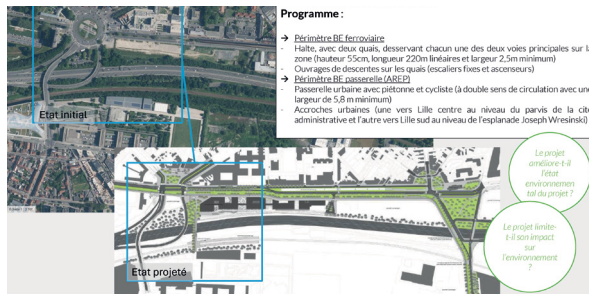 Programme :
→ Périmètre BE ferroviaire
- Halte, avec deux quais, desservant chacun une des deux voies principales sur la
zone (hauteur 55cm, longueur 220m linéaires et largeur 2,5m minimum)
- Ouvrages de descentes sur les quais (escaliers fixes et ascenseurs)
→ Périmètre BE passerelle (AREP)
- Passerelle urbaine avec piétonne et cycliste (à double sens de circulation avec une
largeur de 5,8 m minimum)
- Accroches urbaines (une vers Lille centre au niveau du parvis de la cité
administrative et l'autre vers Lille sud au niveau de l'esplanade Joseph Wresinski)
Etat initial
Le projet
améliore-t-il
l'état
environnemen
tal du projet ?
Le projet limite-
t-il son impact
sur
l'environnement
?
Etat projeté